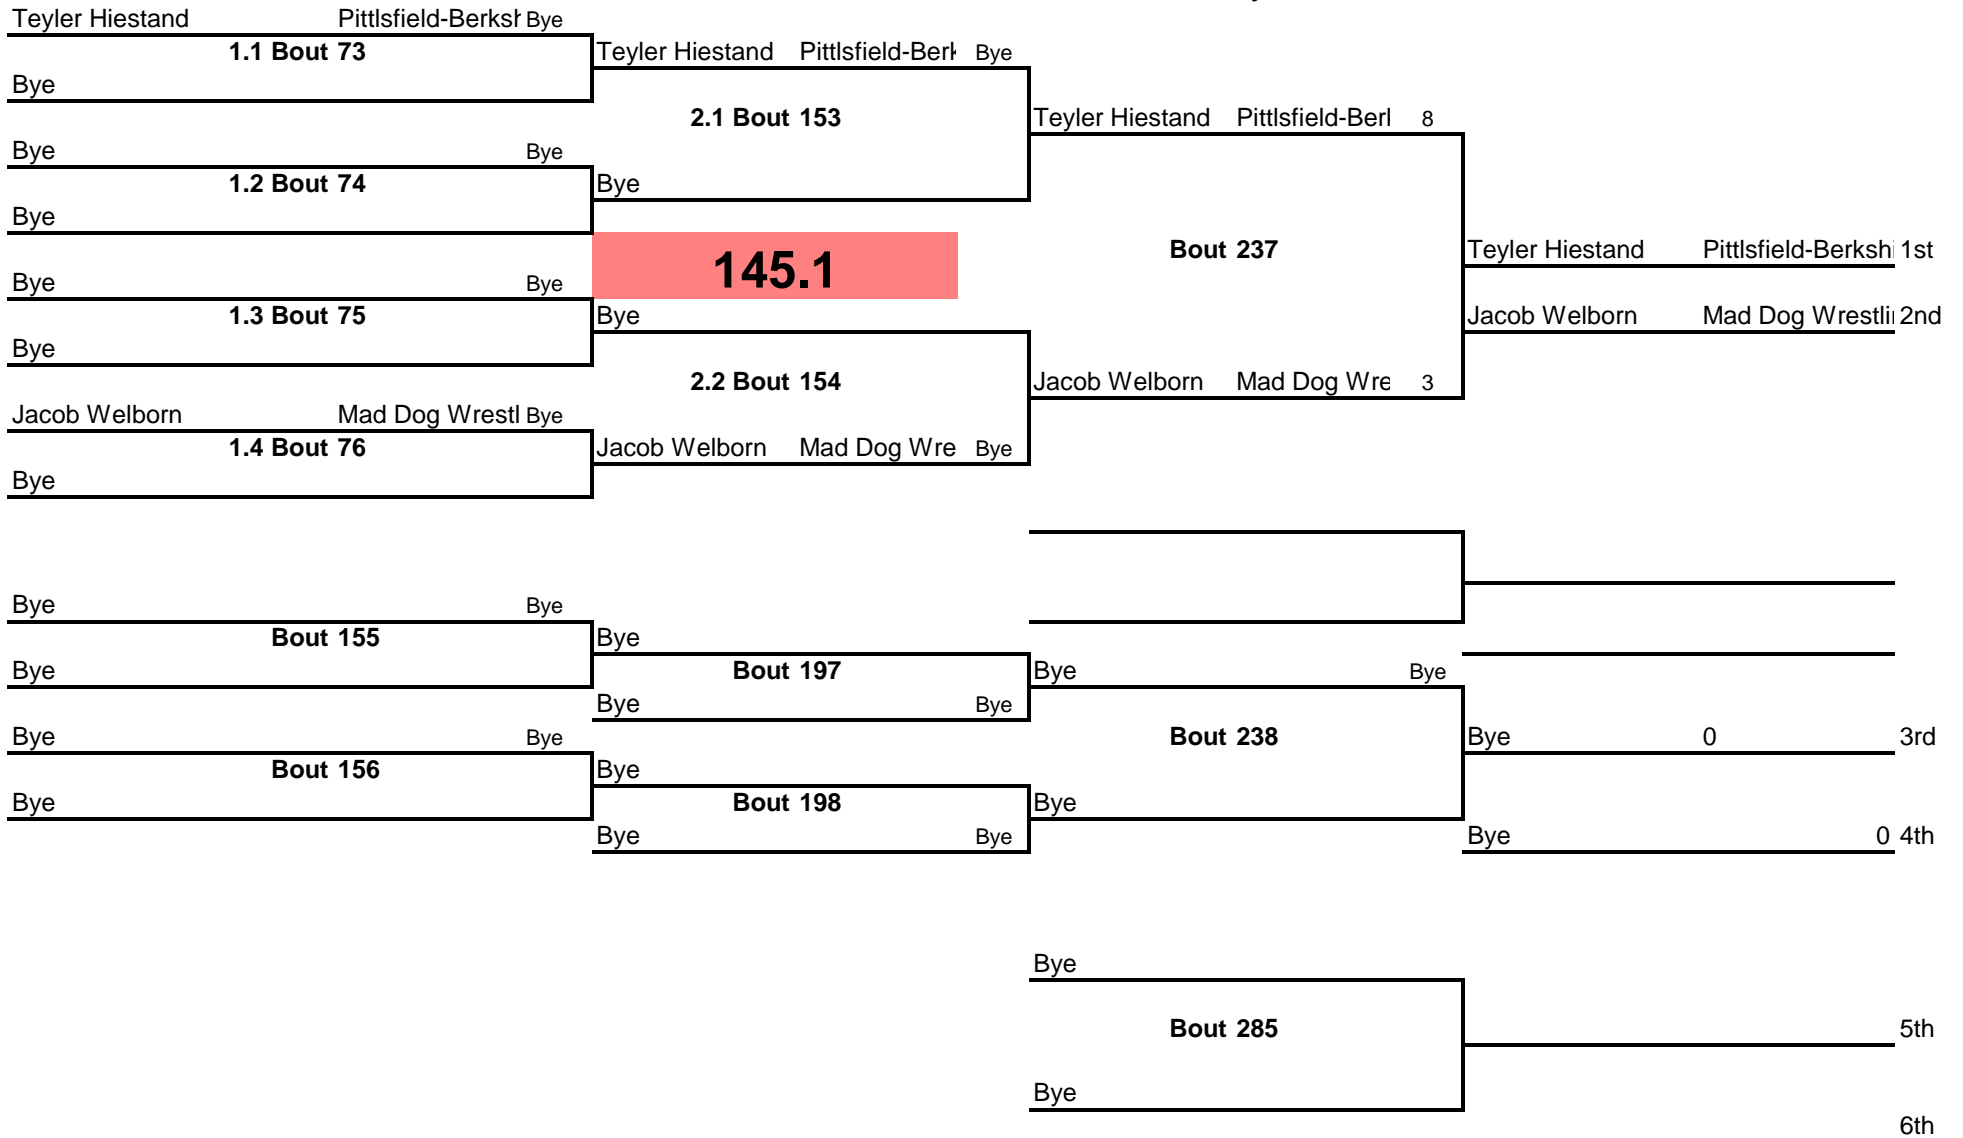 Teyler Hiestand Pittlsfield-Berksh Bye
1.1 Bout 73
Teyler Hiestand Pittlsfield-Berk Bye
Bye
2.1 Bout 153
Teyler Hiestand Pittlsfield-Berl 8
Bye Bye
1.2 Bout 74
Bye
Bye
145.1
Bout 237
Teyler Hiestand Pittlsfield-Berkshi 1st
Bye Bye
1.3 Bout 75
Bye
Jacob Welborn Mad Dog Wrestlin 2nd
Bye
2.2 Bout 154
Jacob Welborn Mad Dog Wre 3
Jacob Welborn Mad Dog Wrestl Bye
1.4 Bout 76
Jacob Welborn Mad Dog Wre Bye
Bye
Bye Bye
Bout 155
Bye
Bye
Bout 197
Bye Bye
Bye Bye
Bye Bye
Bout 238
Bye 0 3rd
Bout 156
Bye
Bye
Bout 198
Bye
Bye Bye
Bye 0 4th
Bye
Bout 285
5th
Bye
6th